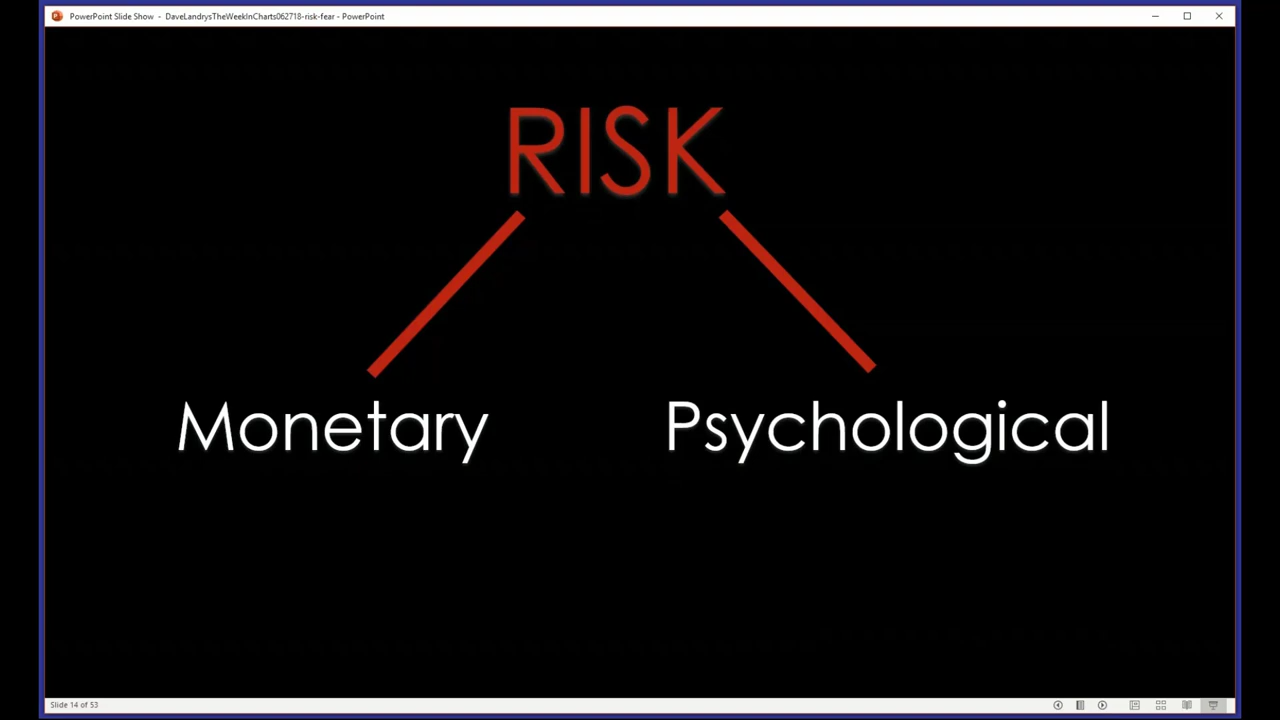 PowerPoint Slide Show - DaveLandrysTheWeekInCharts062718-risk-fear - PowerPoint
RISK
Monetary Psychological
Slide 14 of 53